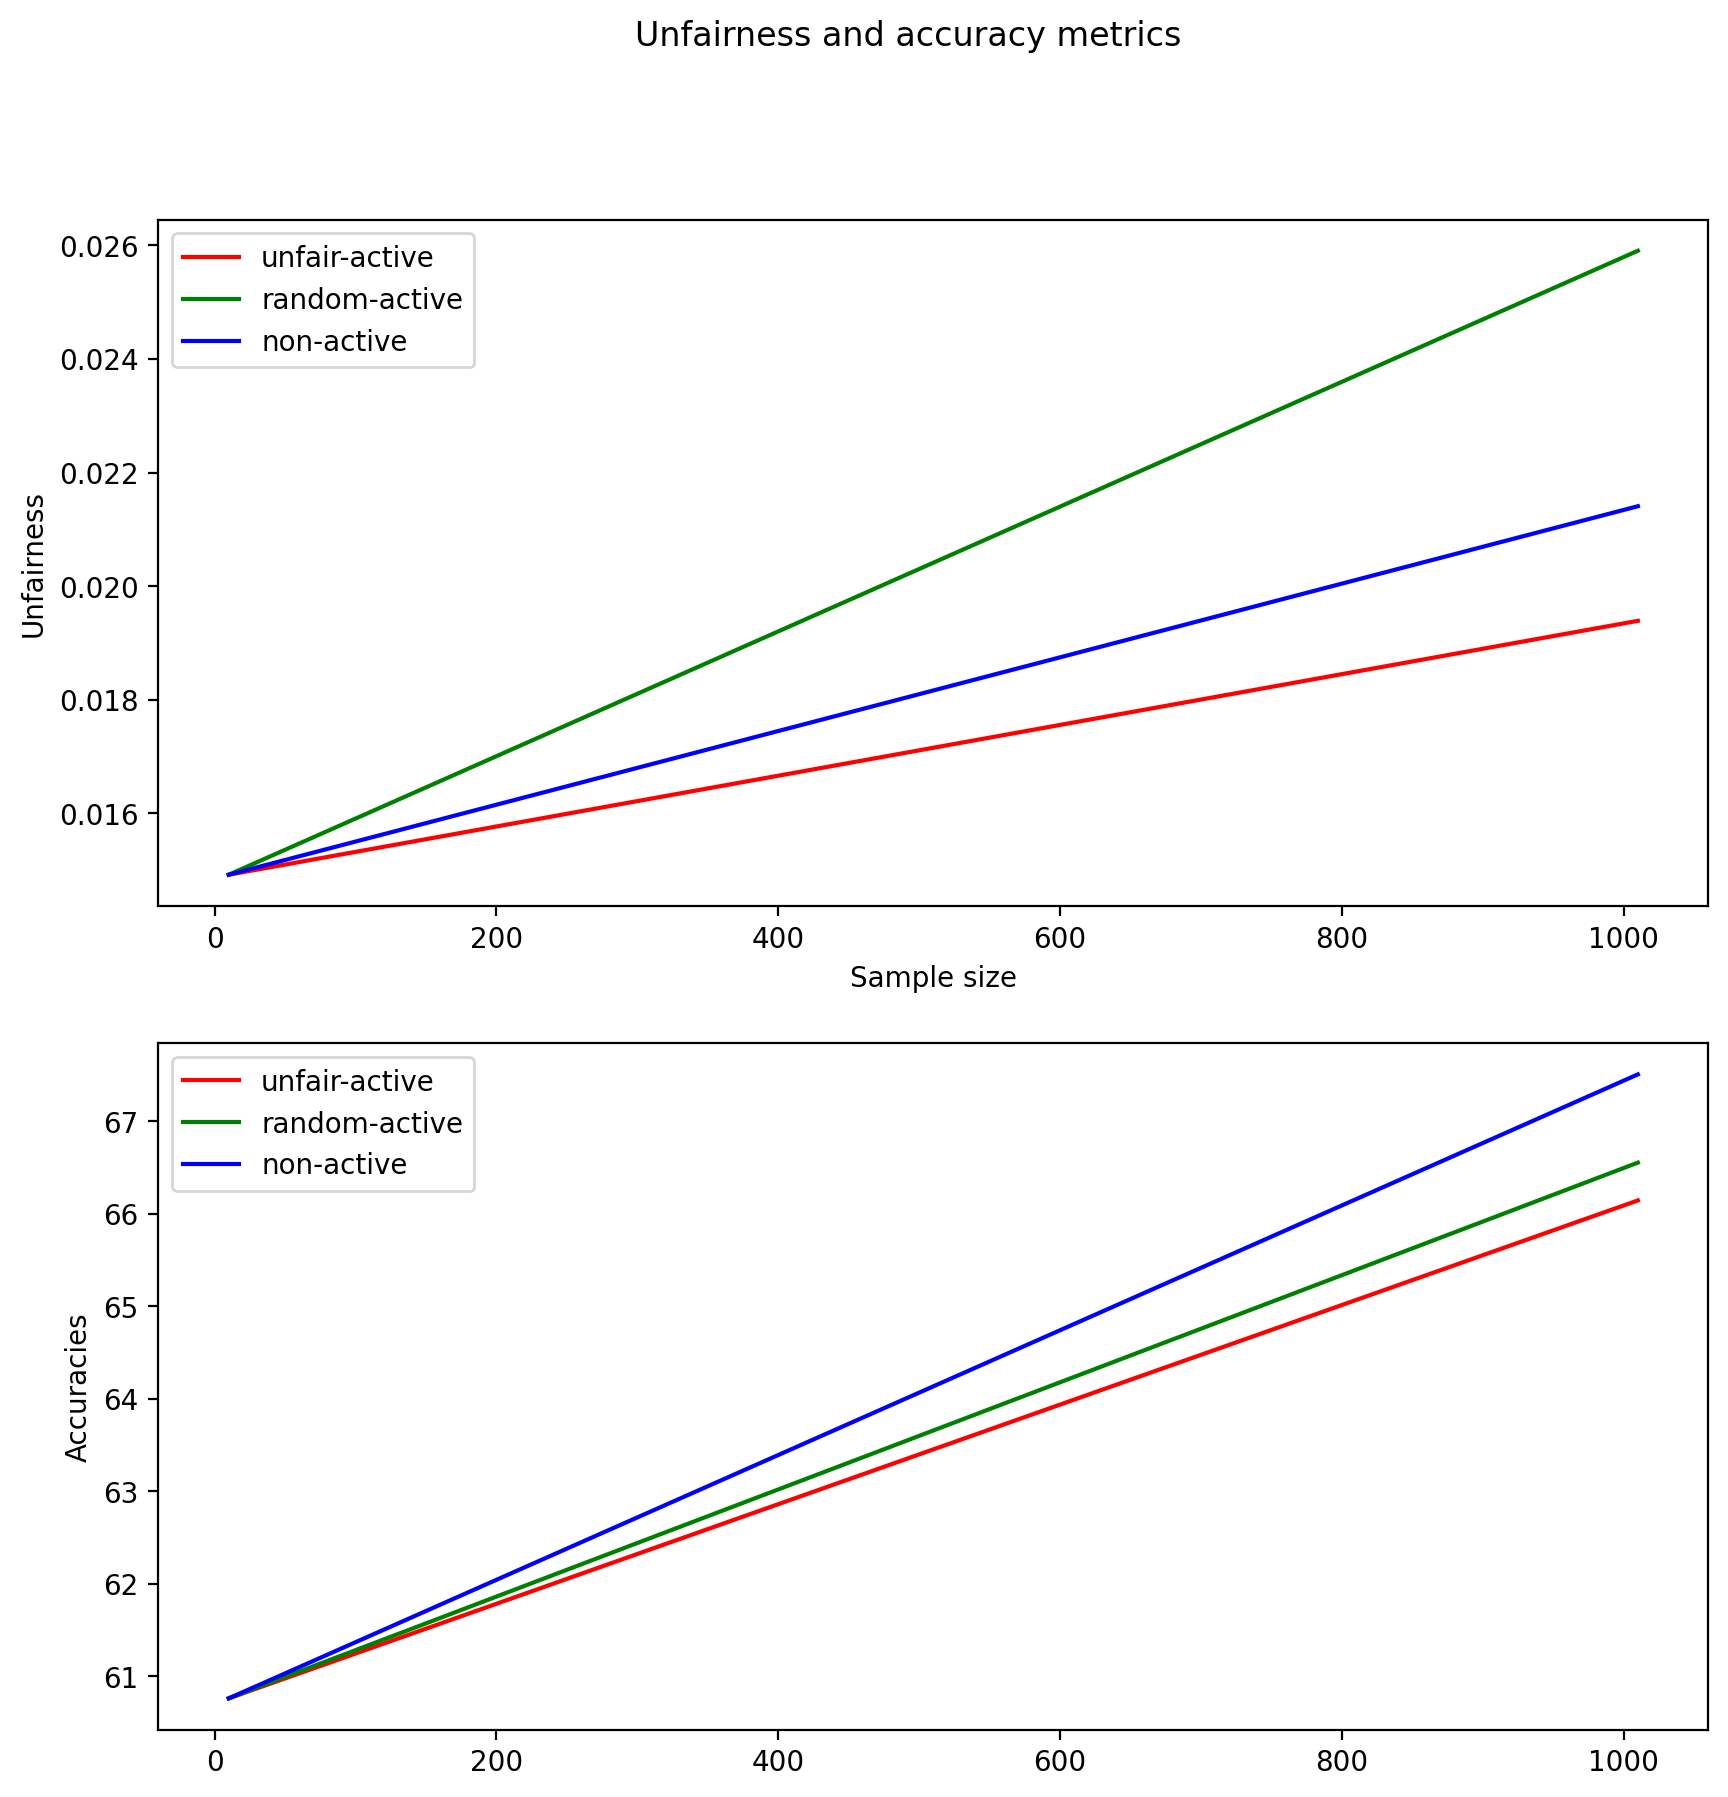 Unfairness and accuracy metrics
unfair-active
random-active
non-active
0.026
0.024
0.022
0.020
0.018
0.016
Unfairness
0 200 400 600 800 1000
Sample size
unfair-active
random-active
non-active
67
66
65
64
63
62
61
Accuracies
0 200 400 600 800 1000